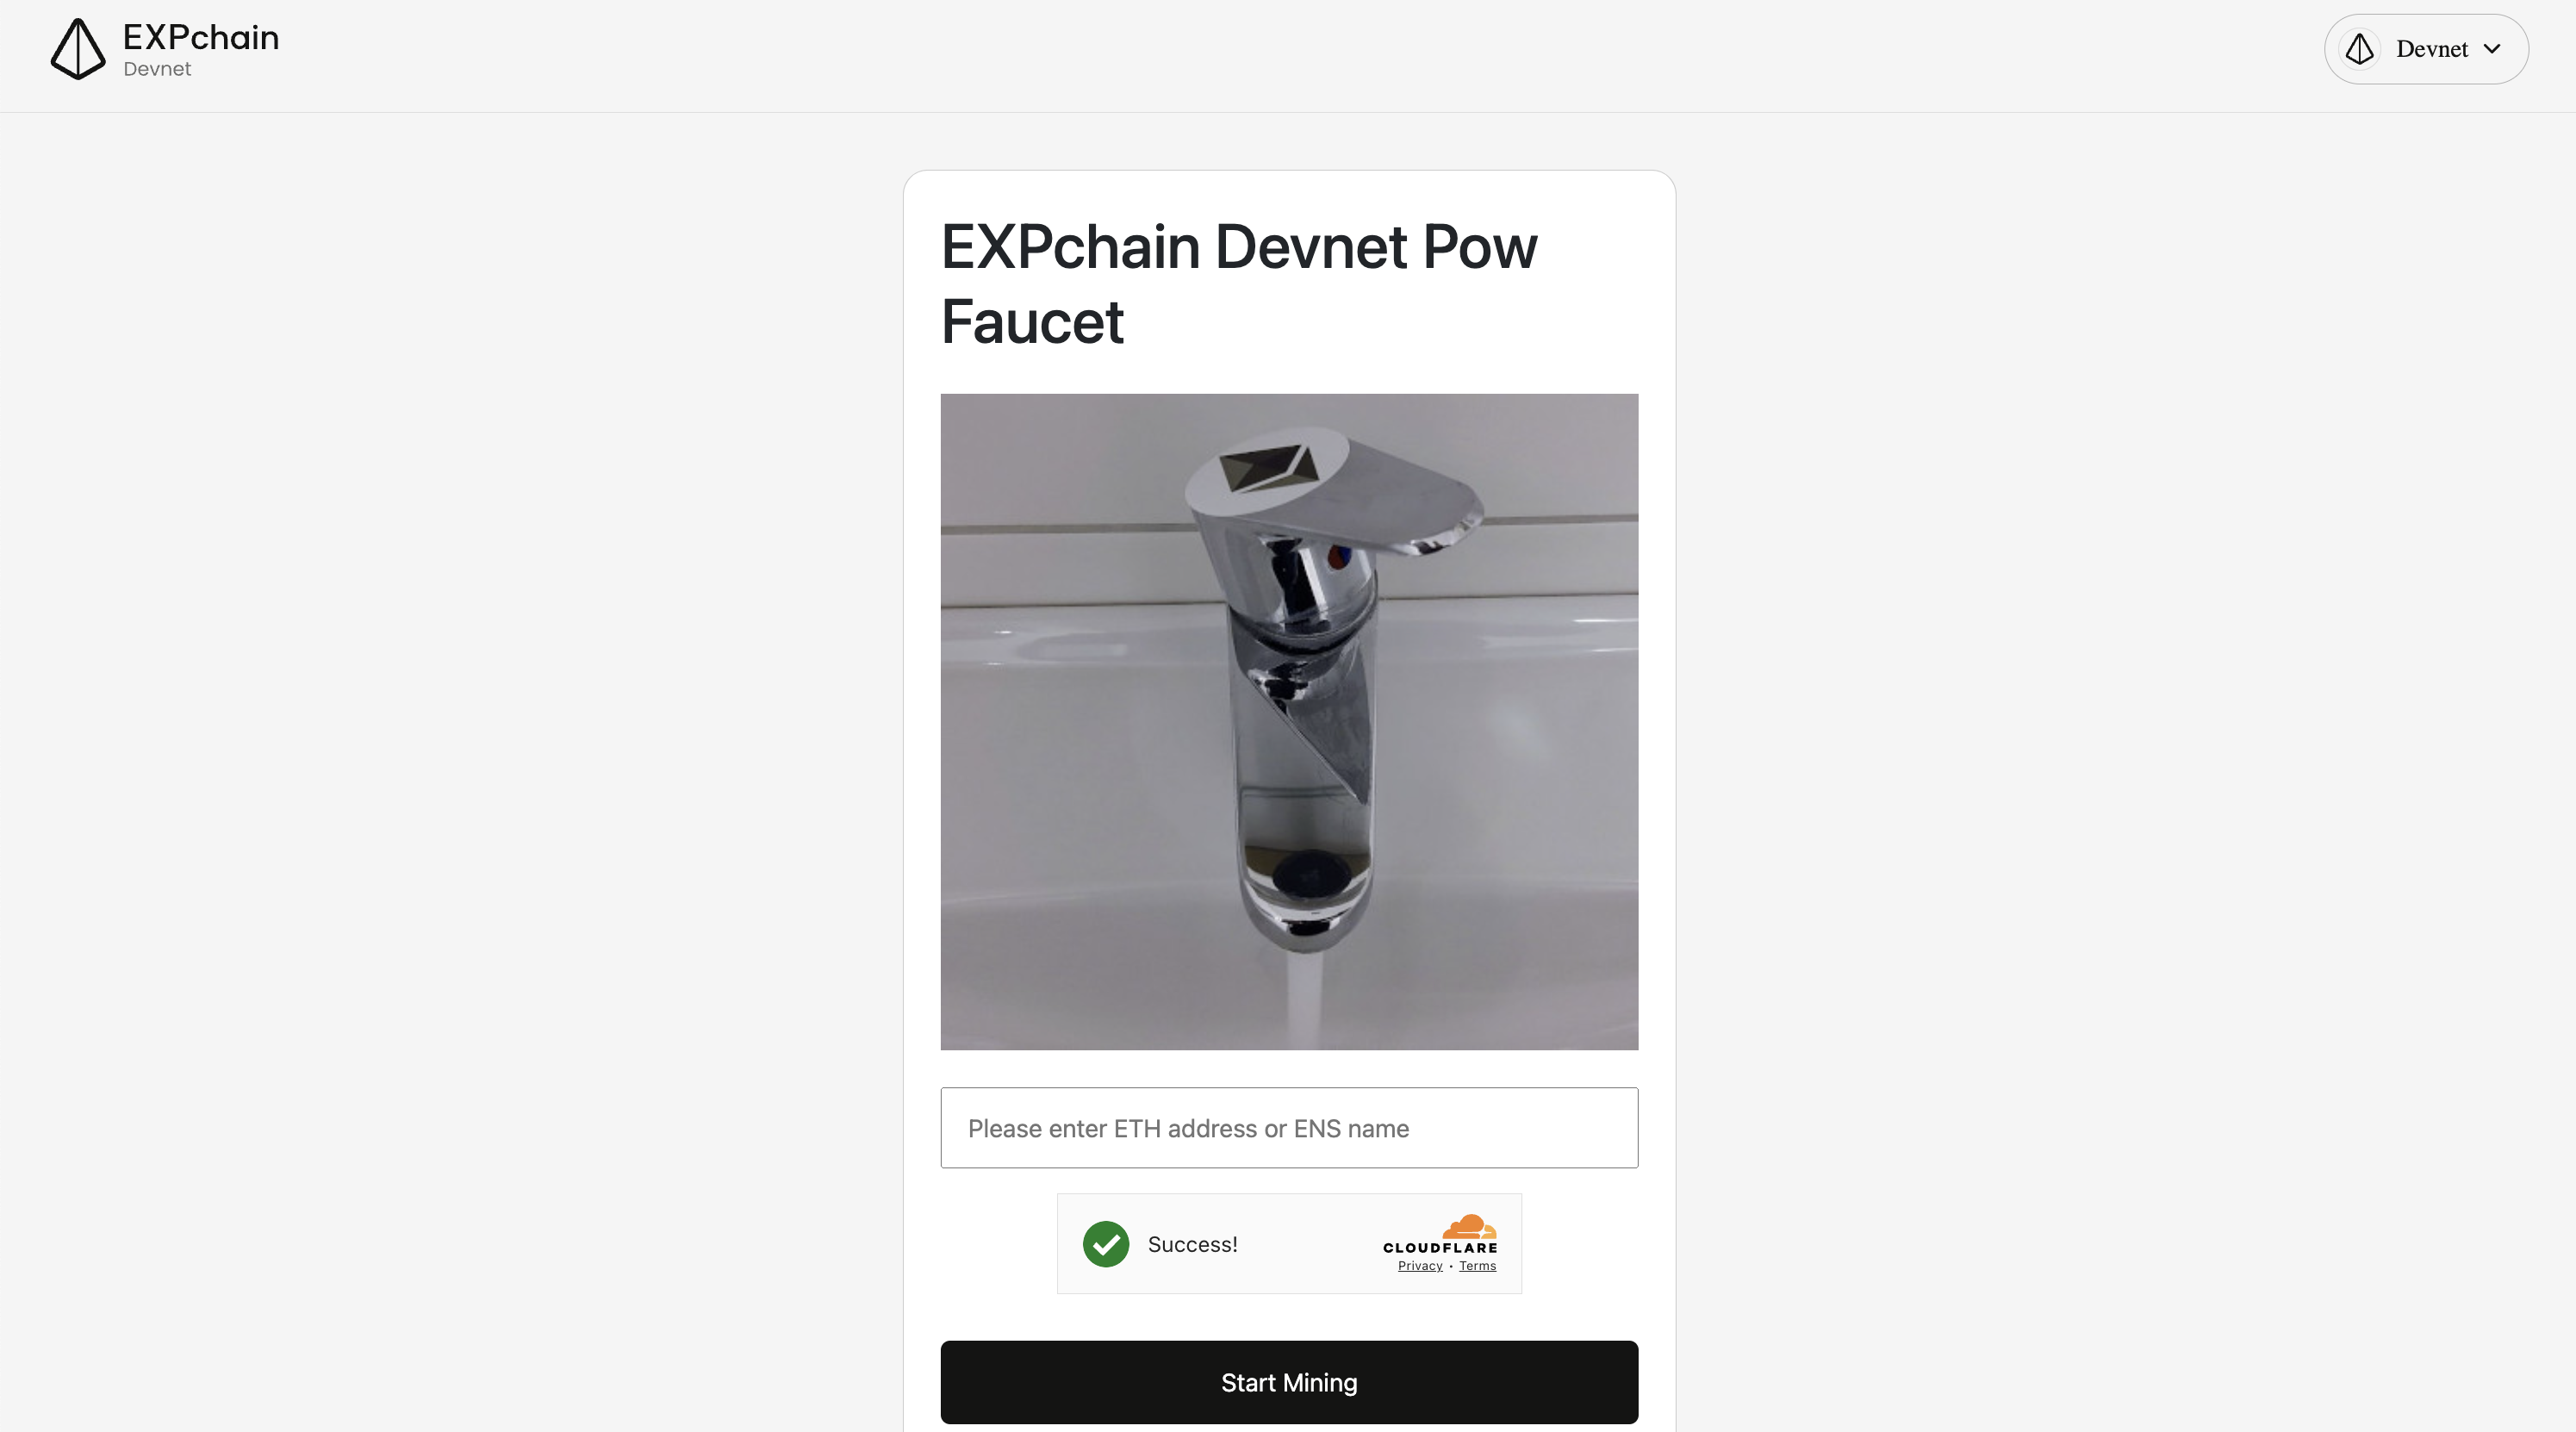 EXPchain
Devnet
Devnet
EXPchain Devnet Pow
Faucet
Please enter ETH address or ENS name
Success!
CLOUDFLARE
Privacy • Terms
Start Mining